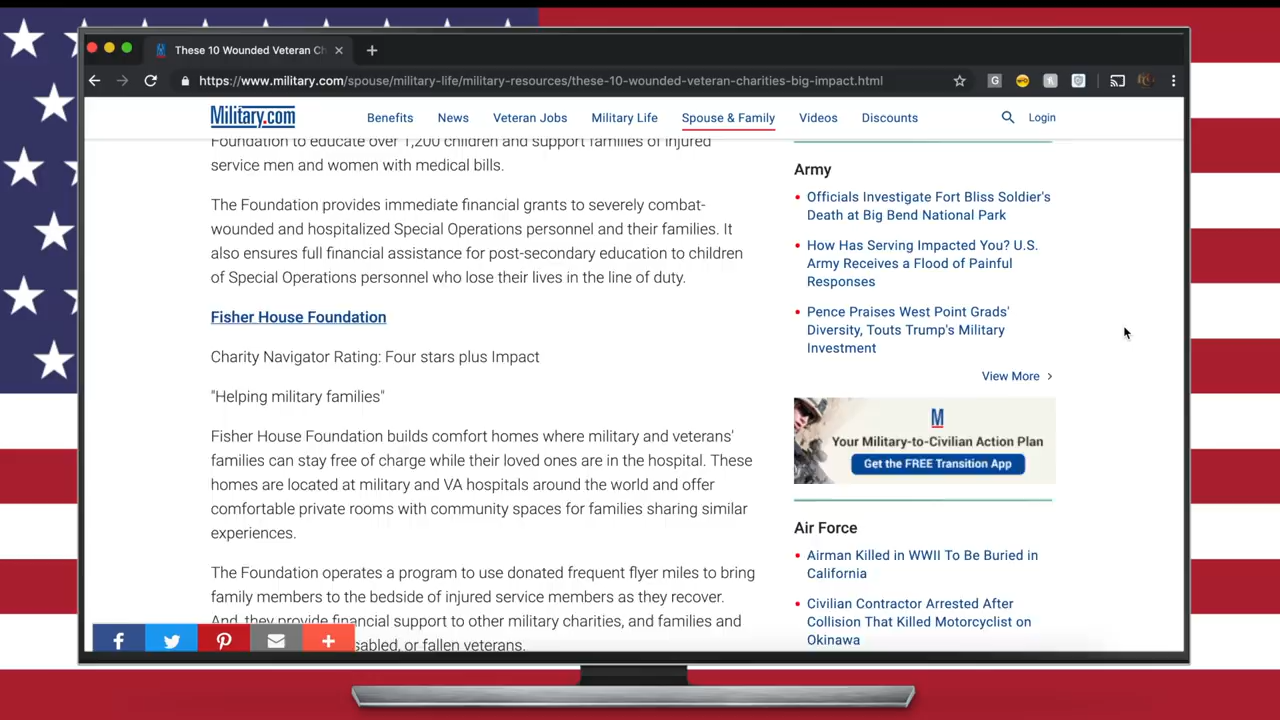 These 10 Wounded Veteran Ch
https://www.military.com/spouse/military-life/military-resources/these-10-wounded-veteran-charities-big-impact.html
Military.com
Benefits News Veteran Jobs Military Life Spouse & Family Videos Discounts Login
Foundation to educate over 1,200 children and support families of injured
service men and women with medical bills.
The Foundation provides immediate financial grants to severely combat-
wounded and hospitalized Special Operations personnel and their families. It
also ensures full financial assistance for post-secondary education to children
of Special Operations personnel who lose their lives in the line of duty.
Fisher House Foundation
Charity Navigator Rating: Four stars plus Impact
"Helping military families"
Fisher House Foundation builds comfort homes where military and veterans'
families can stay free of charge while their loved ones are in the hospital. These
homes are located at military and VA hospitals around the world and offer
comfortable private rooms with community spaces for families sharing similar
experiences.
The Foundation operates a program to use donated frequent flyer miles to bring
family members to the bedside of injured service members as they recover.
And, they provide financial support to other military charities, and families and
sabled, or fallen veterans.
Army
Officials Investigate Fort Bliss Soldier's
Death at Big Bend National Park
How Has Serving Impacted You? U.S.
Army Receives a Flood of Painful
Responses
Pence Praises West Point Grads'
Diversity, Touts Trump's Military
Investment
View More
M
Your Military-to-Civilian Action Plan
Get the FREE Transition App
Air Force
Airman Killed in WWII To Be Buried in
California
Civilian Contractor Arrested After
Collision That Killed Motorcyclist on
Okinawa